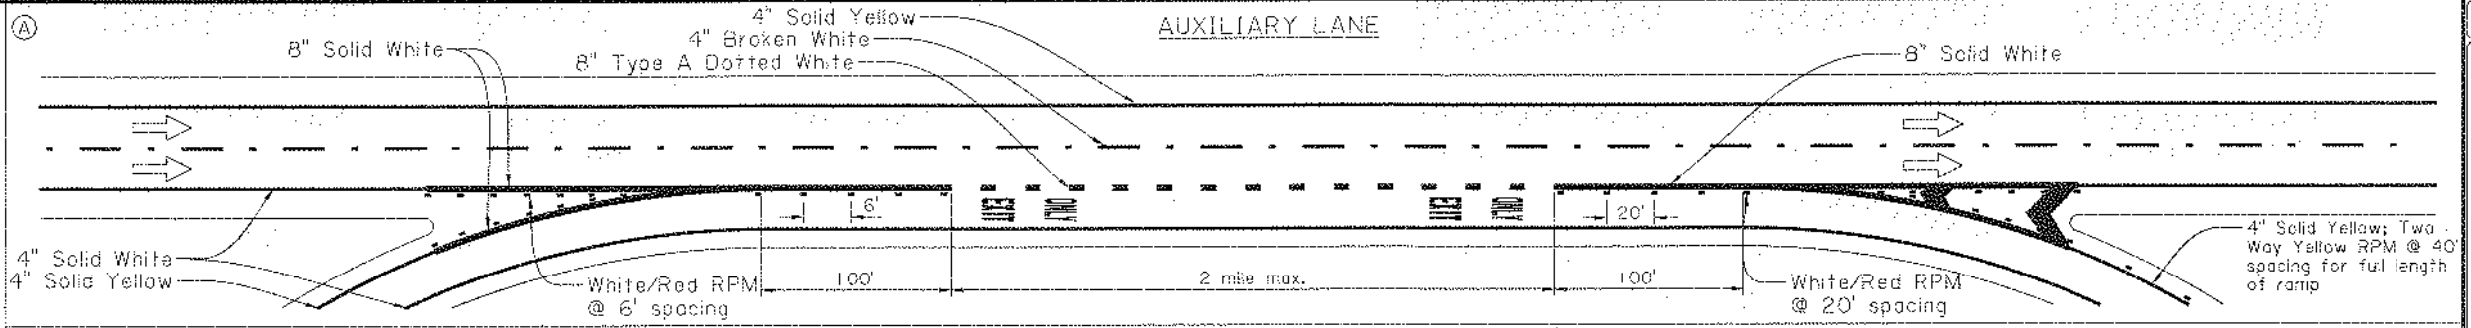 A
AUXILIARY LANE
4" Solid Yellow
4" Broken White
8" Type A Dotted White
8" Solid White
8" Solid White
6'
20'
4" Solid White
4" Solid Yellow
White/Red RPM
@ 6' spacing
100'
2 mile max.
100'
White/Red RPM
@ 20' spacing
4" Solid Yellow; Two
Way Yellow RPM @ 40'
spacing for full length
of ramp